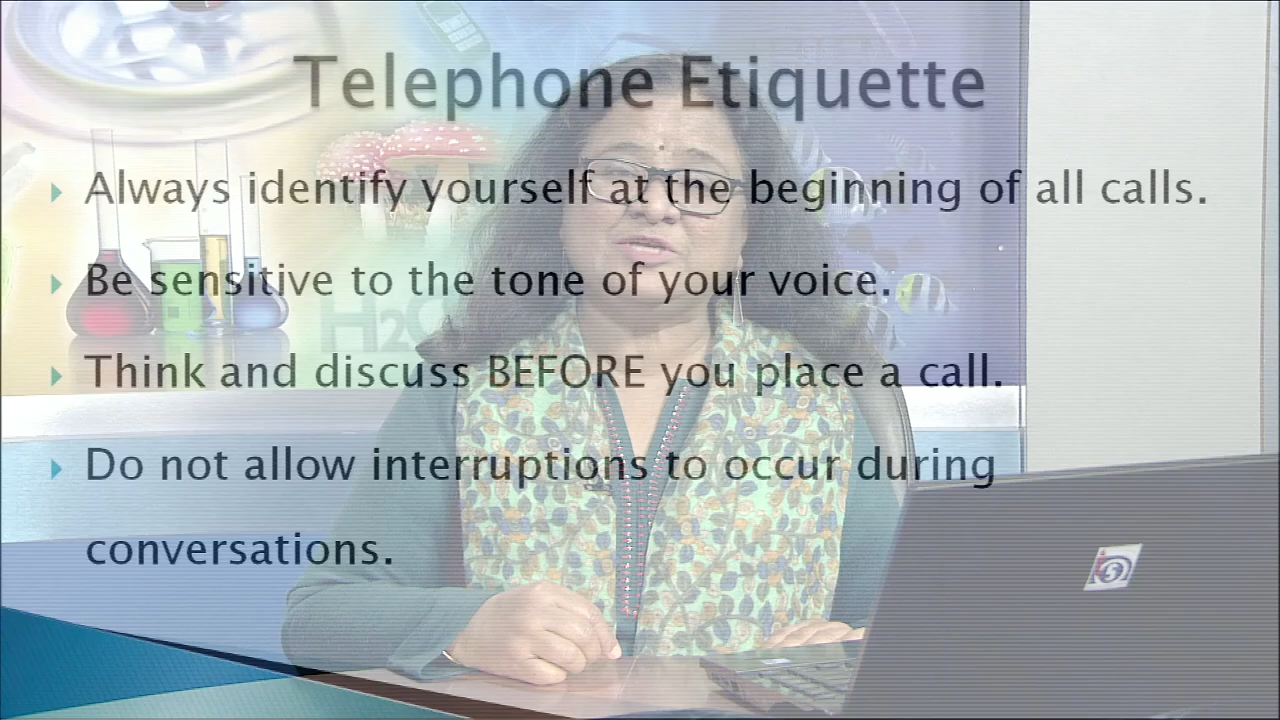 Telephone Etiquette
Always identify yourself at the beginning of all calls.
Be sensitive to the tone of your voice.
Think and discuss BEFORE you place a call.
Do not allow interruptions to occur during
conversations.
H2O